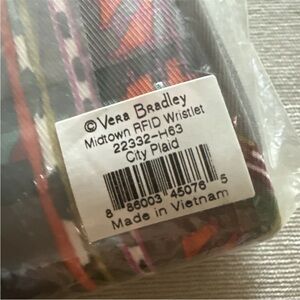 ©Vera Bradley
Midtown RFID Wristlet
22332-H63
City Plaid
8 86003 45076 5
Made in Vietnam